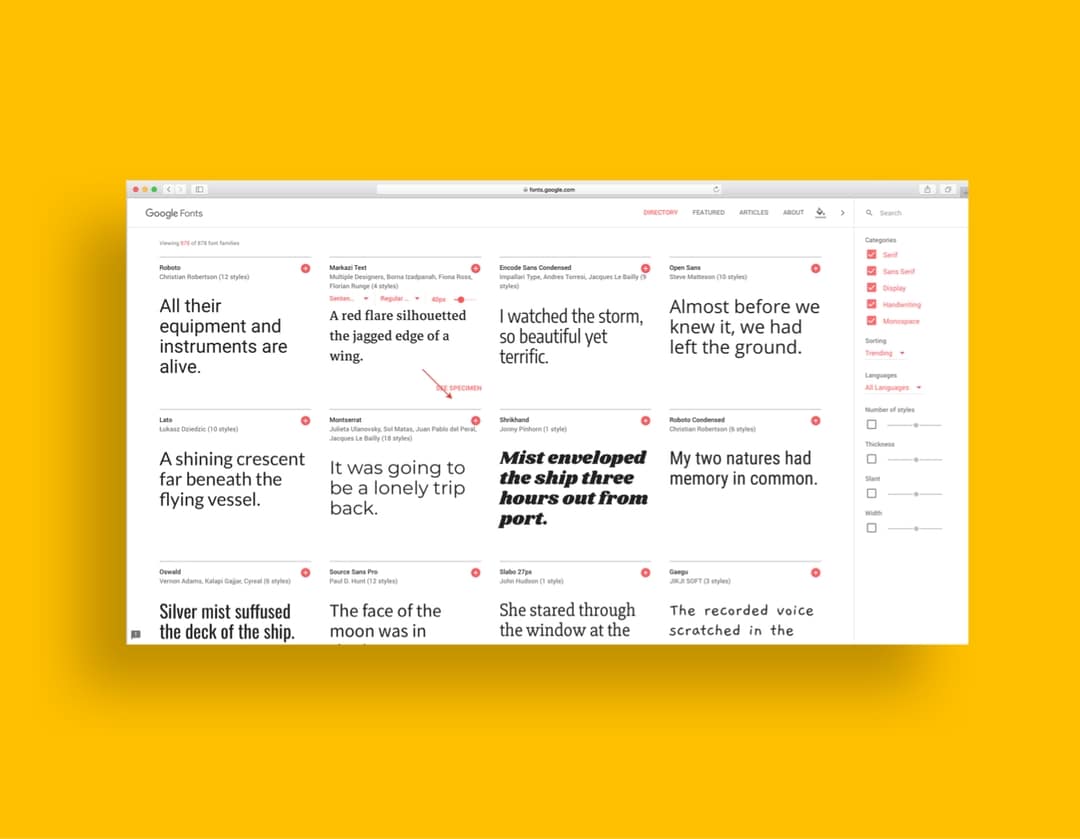 fonts.google.com
Google Fonts
DIRECTORY
FEATURED
ARTICLES
ABOUT
Search
Viewing 878 of 878 font families
Roboto
Christian Robertson (12 styles)
All their
equipment and
instruments are
alive.
Markazi Text
Multiple Designers, Borna Izadpanah, Fiona Ross,
Florian Runge (4 styles)
Senten...
Regular ...
40px
A red flare silhouetted
the jagged edge of a
wing.
SEE SPECIMEN
Encode Sans Condensed
Impallari Type, Andres Torresi, Jacques Le Bailly (9
styles)
I watched the storm,
so beautiful yet
terrific.
Open Sans
Steve Matteson (10 styles)
Almost before we
knew it, we had
left the ground.
Lato
Łukasz Dziedzic (10 styles)
A shining crescent
far beneath the
flying vessel.
Montserrat
Julieta Ulanovsky, Sol Matas, Juan Pablo del Peral,
Jacques Le Bailly (18 styles)
It was going to
be a lonely trip
back.
Shrikhand
Jonny Pinhorn (1 style)
Mist enveloped
the ship three
hours out from
port.
Roboto Condensed
Christian Robertson (6 styles)
My two natures had
memory in common.
Oswald
Vernon Adams, Kalapi Gajjar, Cyreal (6 styles)
Silver mist suffused
the deck of the ship.
Source Sans Pro
Paul D. Hunt (12 styles)
The face of the
moon was in
Slabo 27px
John Hudson (1 style)
She stared through
the window at the
Gaegu
JIKJI SOFT (3 styles)
The recorded voice
scratched in the
Categories
Serif
Sans Serif
Display
Handwriting
Monospace
Sorting
Trending
Languages
All Languages
Number of styles
Thickness
Slant
Width